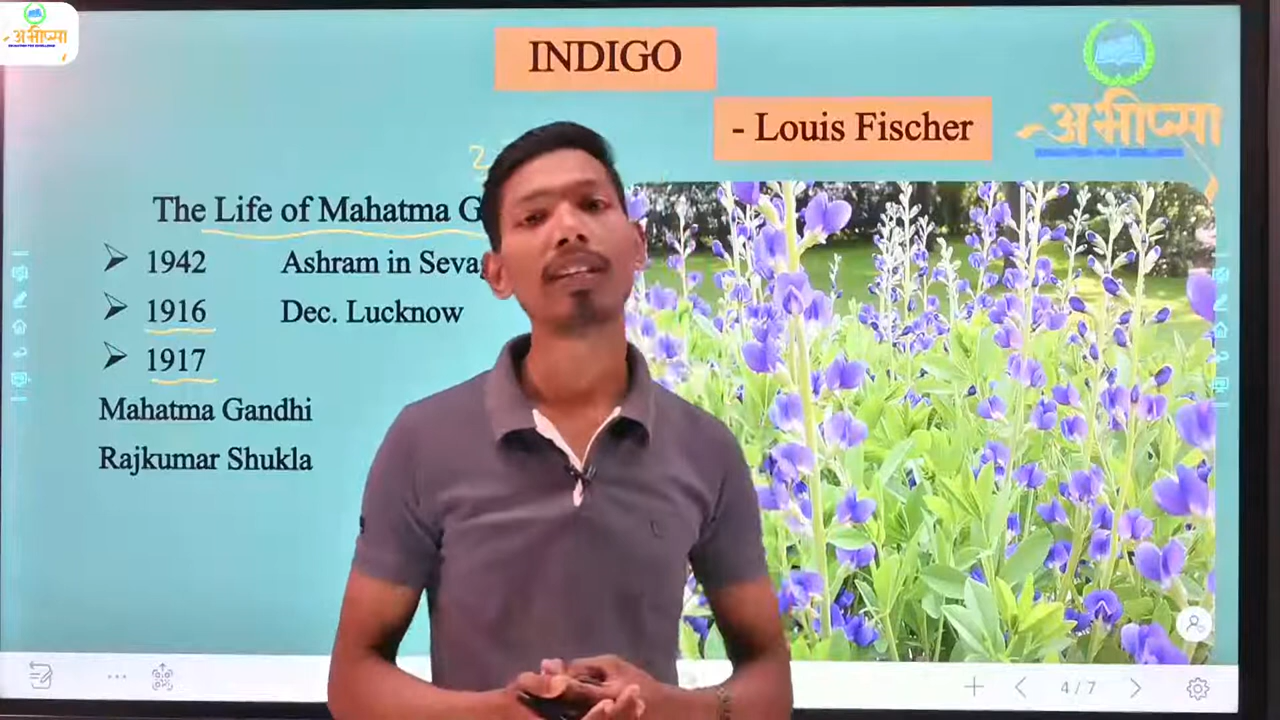 अभीप्सा
INDIGO
- Louis Fischer
अभीप्सा
The Life of Mahatma G
1942 Ashram in Seva
1916 Dec. Lucknow
1917
Mahatma Gandhi
Rajkumar Shukla
4/7